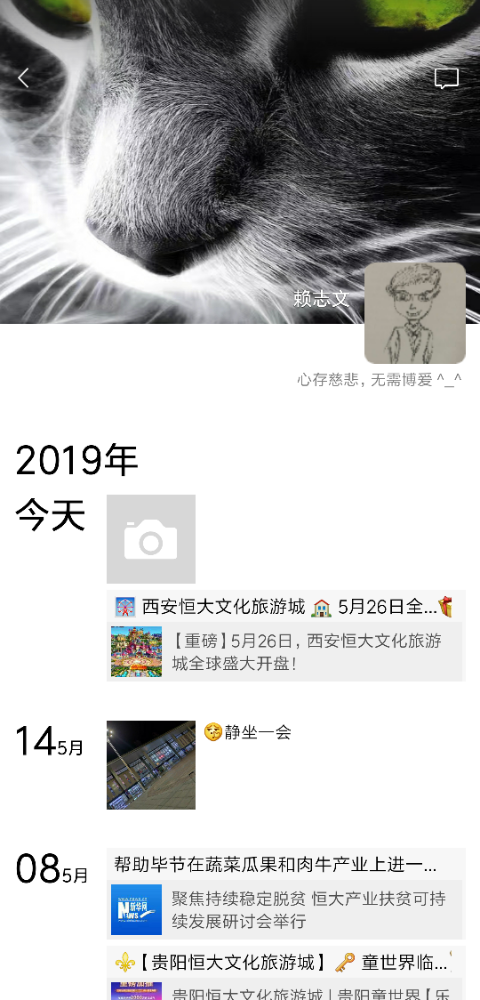 赖志文
心存慈悲，无需博爱 ^_^
2019年
今天
西安恒大文化旅游城 5月26日全...
【重磅】5月26日，西安恒大文化旅游
城全球盛大开盘！
14 5月
静坐一会
08 5月
帮助毕节在蔬菜瓜果和肉牛产业上进一...
新华网
NEWS
聚焦持续稳定脱贫 恒大产业扶贫可持
续发展研讨会举行
【贵阳恒大文化旅游城】 童世界临...
贵阳恒大文化旅游城 | 贵阳童世界【乐